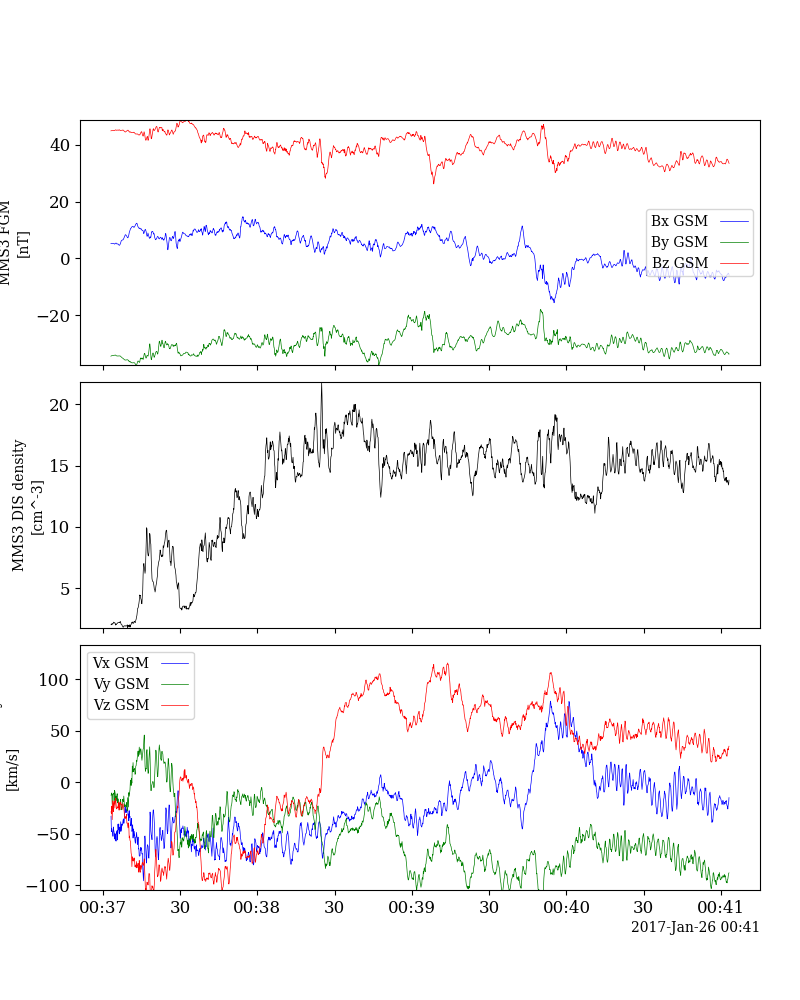 40
20
0
−20
MMS3 FGM
[nT]
Bx GSM
By GSM
Bz GSM
20
15
10
5
MMS3 DIS density
[cm^-3]
100
50
0
−50
−100
[km/s]
Vx GSM
Vy GSM
Vz GSM
00:37 30 00:38 30 00:39 30 00:40 30 00:41
2017-Jan-26 00:41